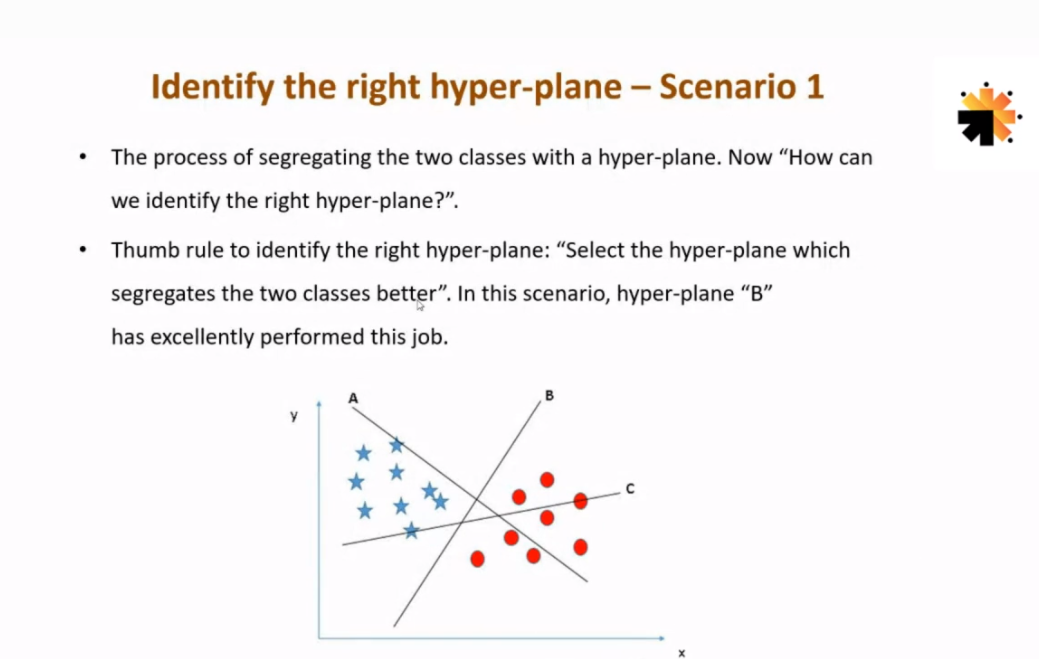 Identify the right hyper-plane – Scenario 1
• The process of segregating the two classes with a hyper-plane. Now “How can
we identify the right hyper-plane?”.
• Thumb rule to identify the right hyper-plane: “Select the hyper-plane which
segregates the two classes better”. In this scenario, hyper-plane “B”
has excellently performed this job.
A
B
y
C
x